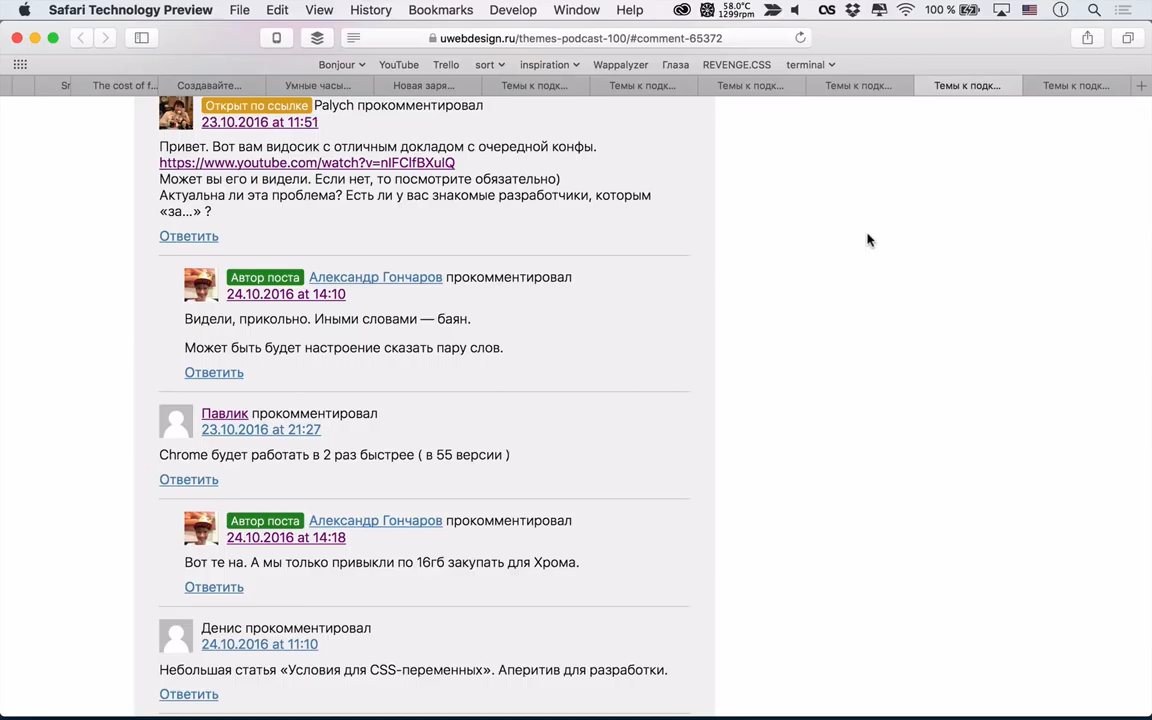 Safari Technology Preview File Edit View History Bookmarks Develop Window Help 58.0°C 1299rpm 100 %
uwebdesign.ru/themes-podcast-100/#comment-65372
Bonjour YouTube Trello sort inspiration Wappalyzer Глаза REVENGE.CSS terminal
Sr The cost of f... Создавайте... Умные часы... Новая заря... Темы к подк... Темы к подк... Темы к подк... Темы к подк... Темы к подк... Темы к подк...
Открыт по ссылке Palych прокомментировал
23.10.2016 at 11:51
Привет. Вот вам видосик с отличным докладом с очередной конфы.
https://www.youtube.com/watch?v=nIFClfBXulQ
Может вы его и видели. Если нет, то посмотрите обязательно)
Актуальна ли эта проблема? Есть ли у вас знакомые разработчики, которым
«за...» ?
Ответить
Автор поста Александр Гончаров прокомментировал
24.10.2016 at 14:10
Видели, прикольно. Иными словами — баян.
Может быть будет настроение сказать пару слов.
Ответить
Павлик прокомментировал
23.10.2016 at 21:27
Chrome будет работать в 2 раз быстрее ( в 55 версии )
Ответить
Автор поста Александр Гончаров прокомментировал
24.10.2016 at 14:18
Вот те на. А мы только привыкли по 16гб закупать для Хрома.
Ответить
Денис прокомментировал
24.10.2016 at 11:10
Небольшая статья «Условия для CSS-переменных». Аперитив для разработки.
Ответить